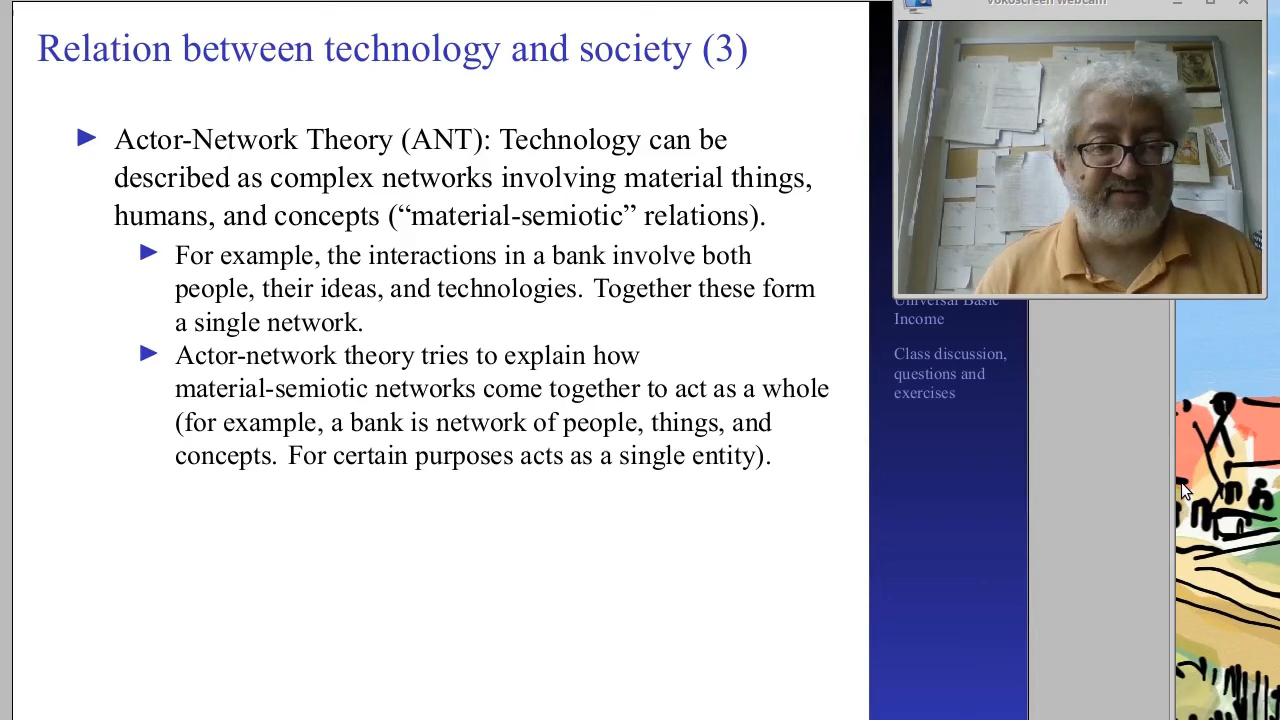 Relation between technology and society (3)
Actor-Network Theory (ANT): Technology can be
described as complex networks involving material things,
humans, and concepts (“material-semiotic” relations).
For example, the interactions in a bank involve both
people, their ideas, and technologies. Together these form
a single network.
Actor-network theory tries to explain how
material-semiotic networks come together to act as a whole
(for example, a bank is network of people, things, and
concepts. For certain purposes acts as a single entity).
vokoscreen webcam
Universal Basic
Income
Class discussion,
questions and
exercises